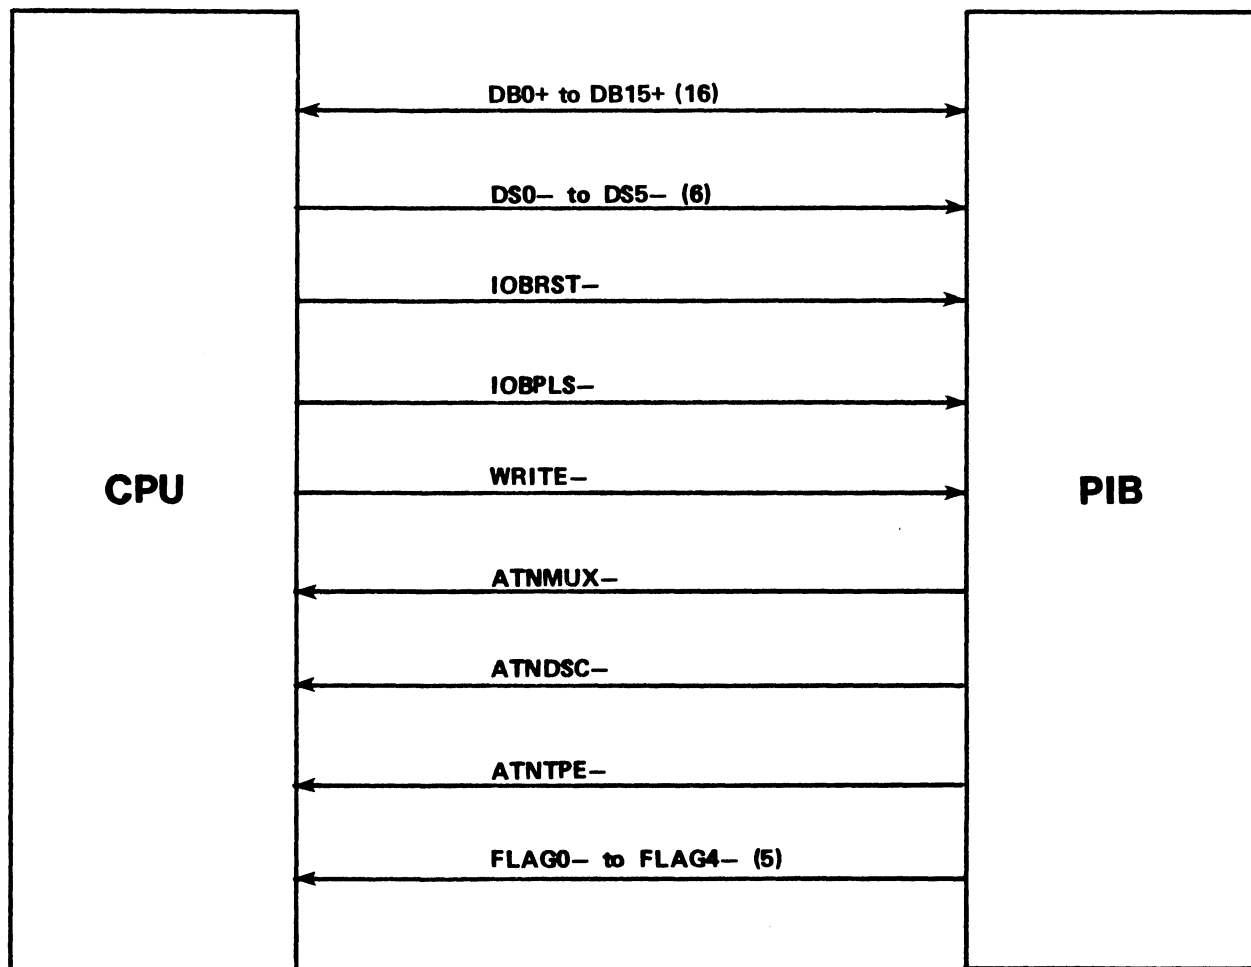 DB0+ to DB15+ (16)
DS0– to DS5– (6)
IOBRST–
IOBPLS–
WRITE–
CPU
PIB
ATNMUX–
ATNDSC–
ATNTPE–
FLAG0– to FLAG4– (5)